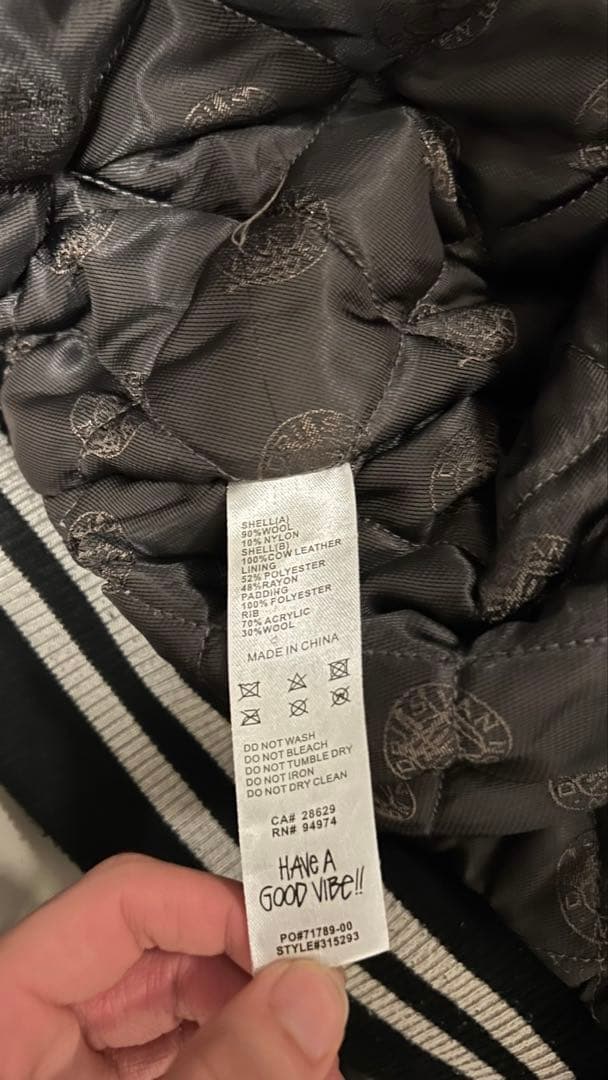 SHELL(A)
90%WOOL
10% NYLON
SHELL(B)
100%COW LEATHER
LINING
52% POLYESTER
48%RAYON
PADDING
100% POLYESTER
RIB
70% ACRYLIC
30%WOOL
MADE IN CHINA
DO NOT WASH
DO NOT BLEACH
DO NOT TUMBLE DRY
DO NOT IRON
DO NOT DRY CLEAN
CA# 28629
RN# 94974
HAVE A
GOOD VIBE!!
PO#71789-00
STYLE#315293